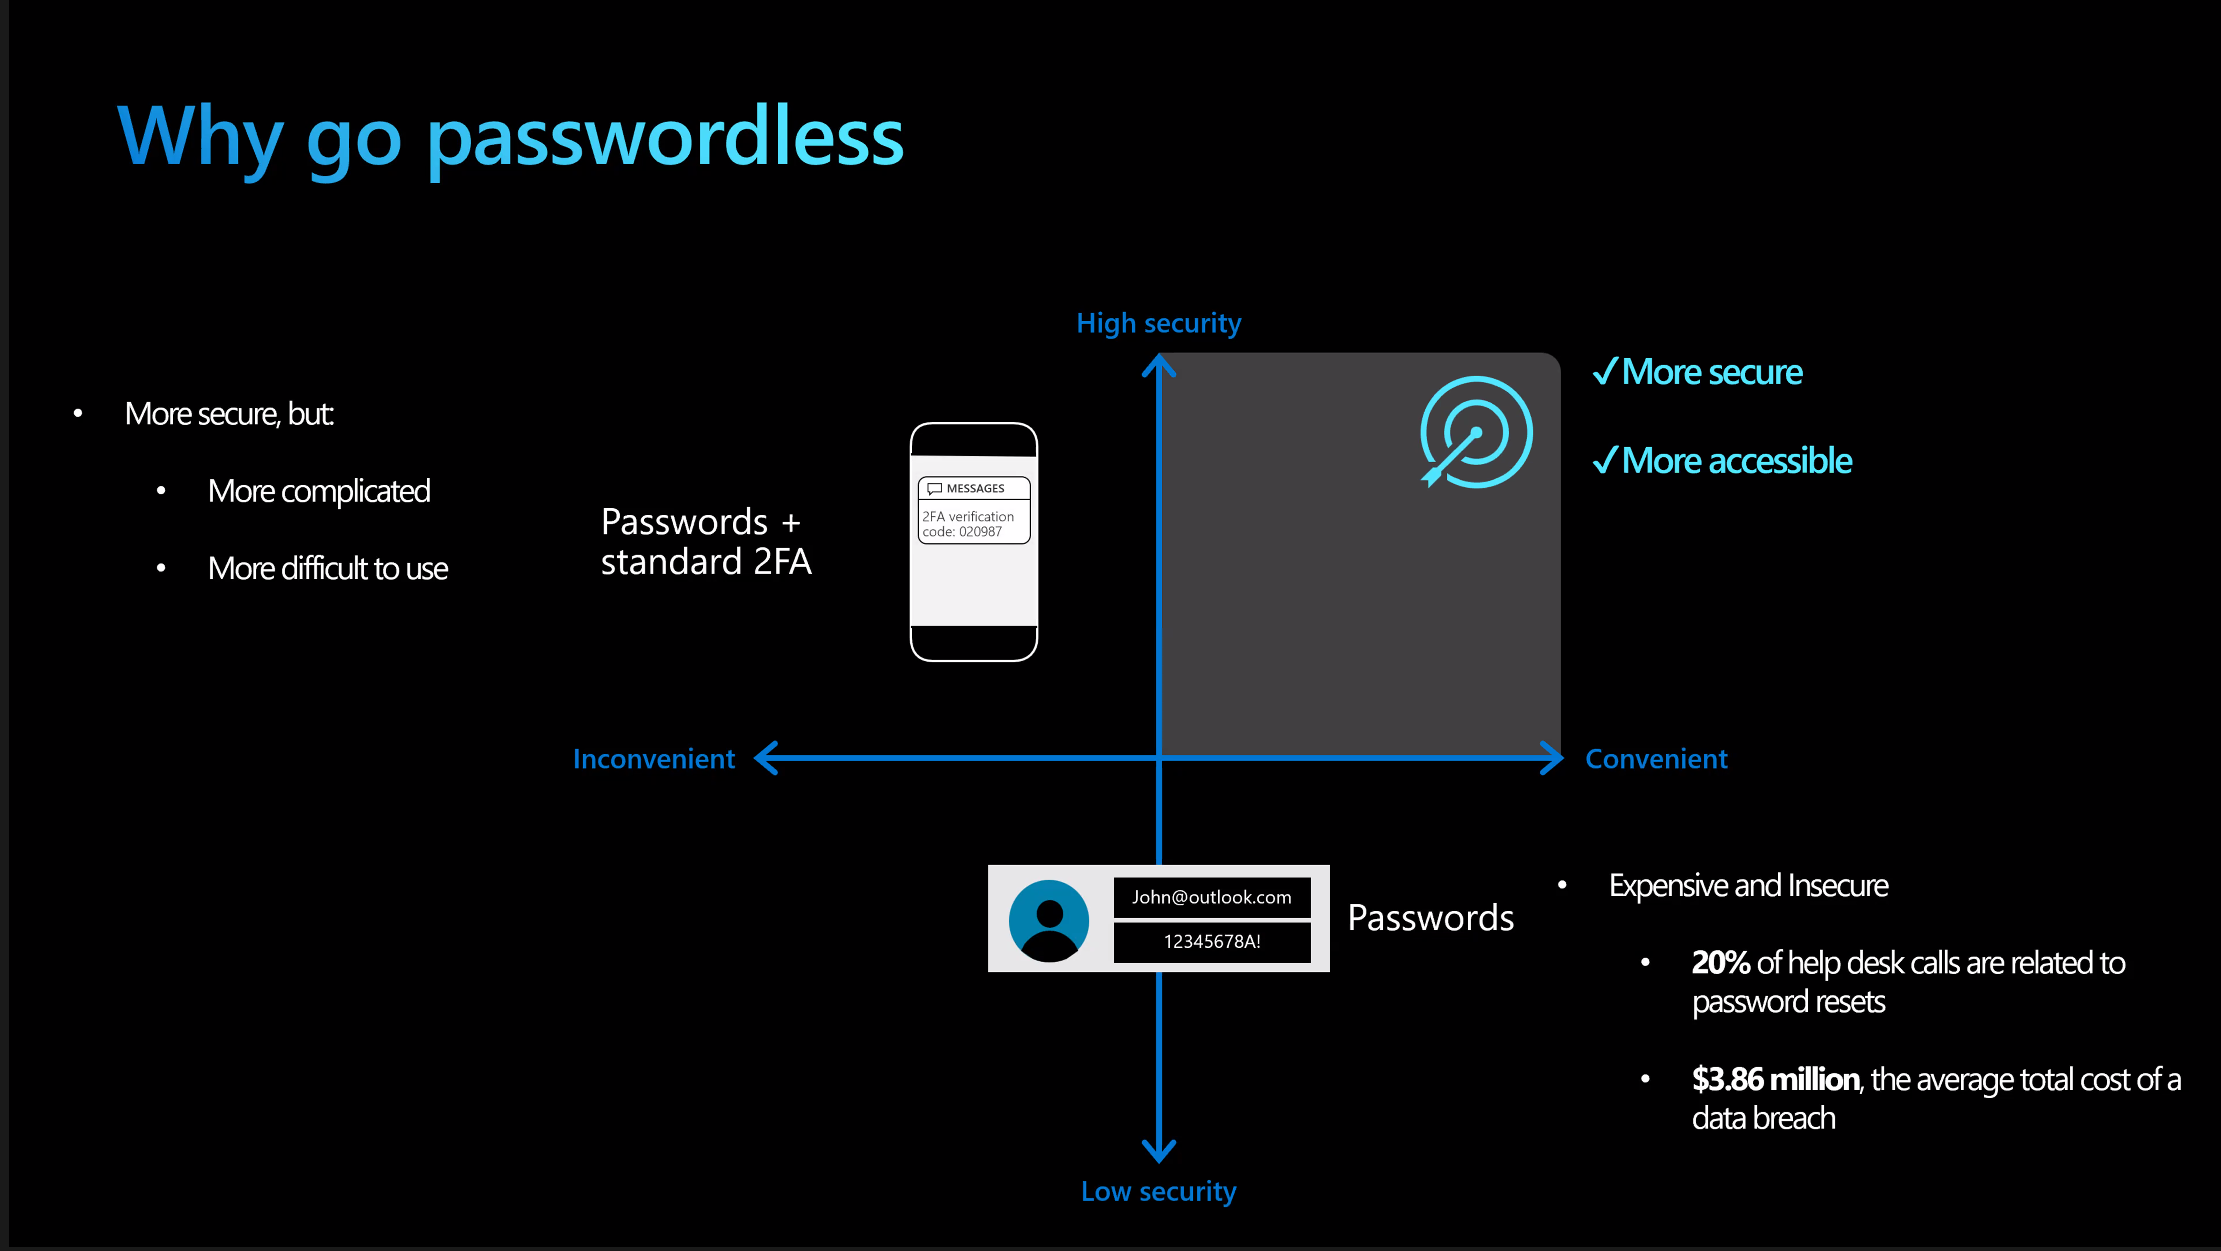 Why go passwordless
High security
✓More secure
✓More accessible
• More secure, but:
• More complicated
• More difficult to use
Passwords +
standard 2FA
MESSAGES
2FA verification
code: 020987
Inconvenient
Convenient
John@outlook.com
12345678A!
Passwords
• Expensive and Insecure
• 20% of help desk calls are related to
password resets
• $3.86 million, the average total cost of a
data breach
Low security